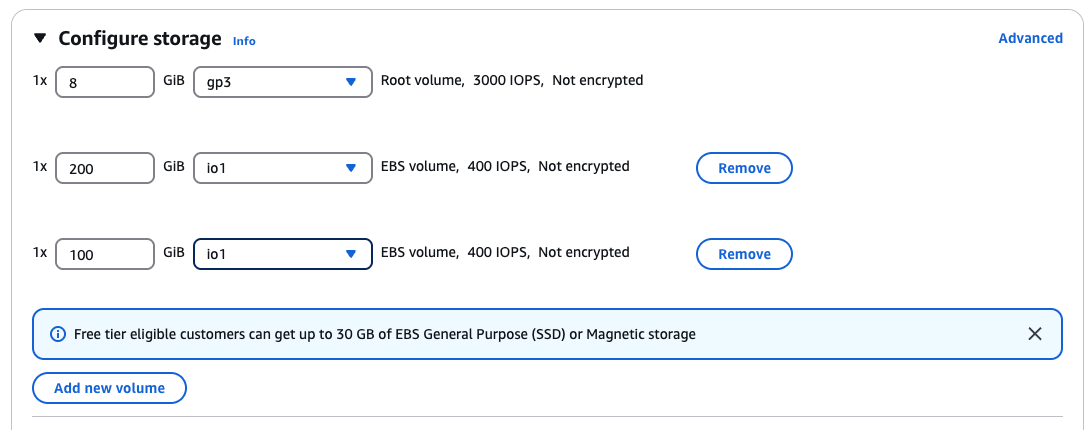 Configure storage Info Advanced
1x 8 GiB gp3 Root volume, 3000 IOPS, Not encrypted
1x 200 GiB io1 EBS volume, 400 IOPS, Not encrypted Remove
1x 100 GiB io1 EBS volume, 400 IOPS, Not encrypted Remove
Free tier eligible customers can get up to 30 GB of EBS General Purpose (SSD) or Magnetic storage
Add new volume